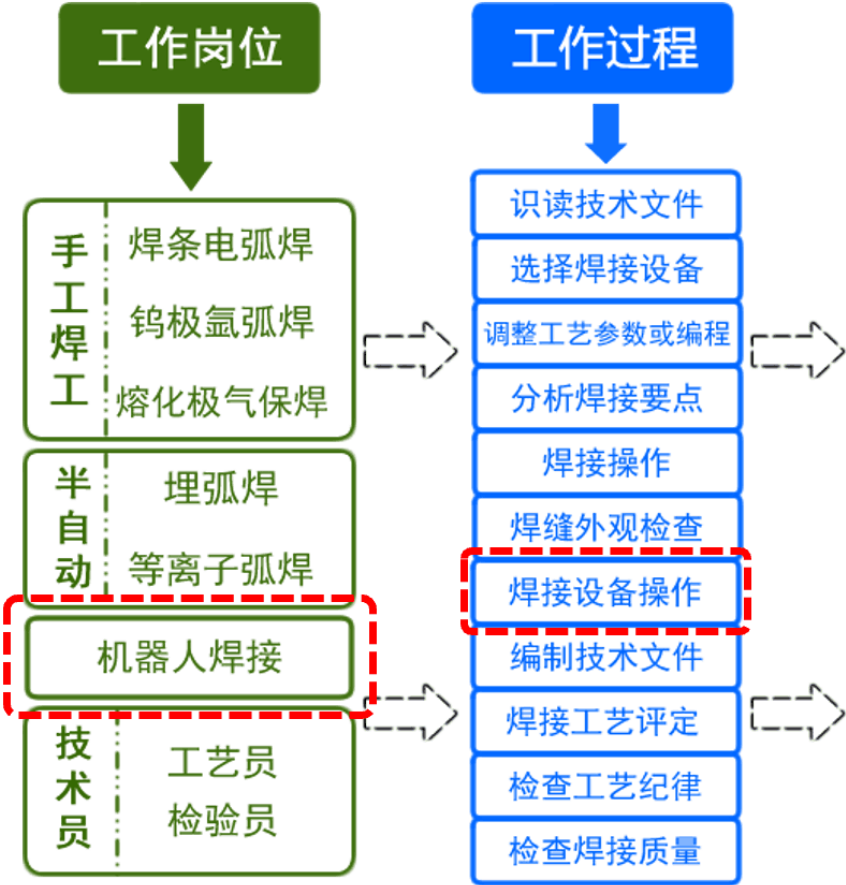 工作岗位
工作过程
手工焊工
焊条电弧焊
钨极氩弧焊
熔化极气保焊
半自动
埋弧焊
等离子弧焊
机器人焊接
技术员
工艺员
检验员
识读技术文件
选择焊接设备
调整工艺参数或编程
分析焊接要点
焊接操作
焊缝外观检查
焊接设备操作
编制技术文件
焊接工艺评定
检查工艺纪律
检查焊接质量